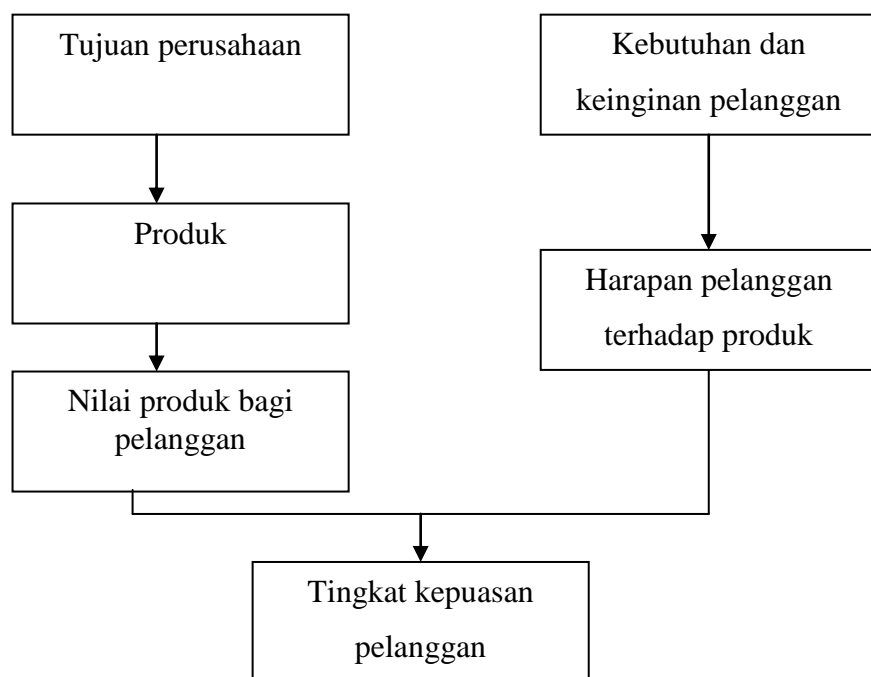 Tujuan perusahaan
Kebutuhan dan
keinginan pelanggan
Produk
Harapan pelanggan
terhadap produk
Nilai produk bagi
pelanggan
Tingkat kepuasan
pelanggan